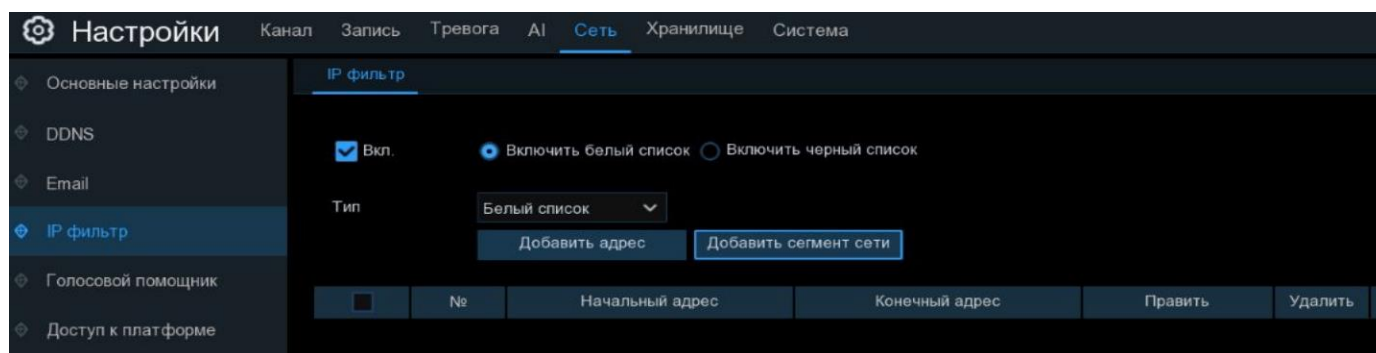 Настройки Канал Запись Тревога AI Сеть Хранилище Система
Основные настройки
DDNS
Email
IP фильтр
Голосовой помощник
Доступ к платформе
IP фильтр
Вкл. Включить белый список Включить черный список
Тип Белый список
Добавить адрес Добавить сегмент сети
№ Начальный адрес Конечный адрес Править Удалить